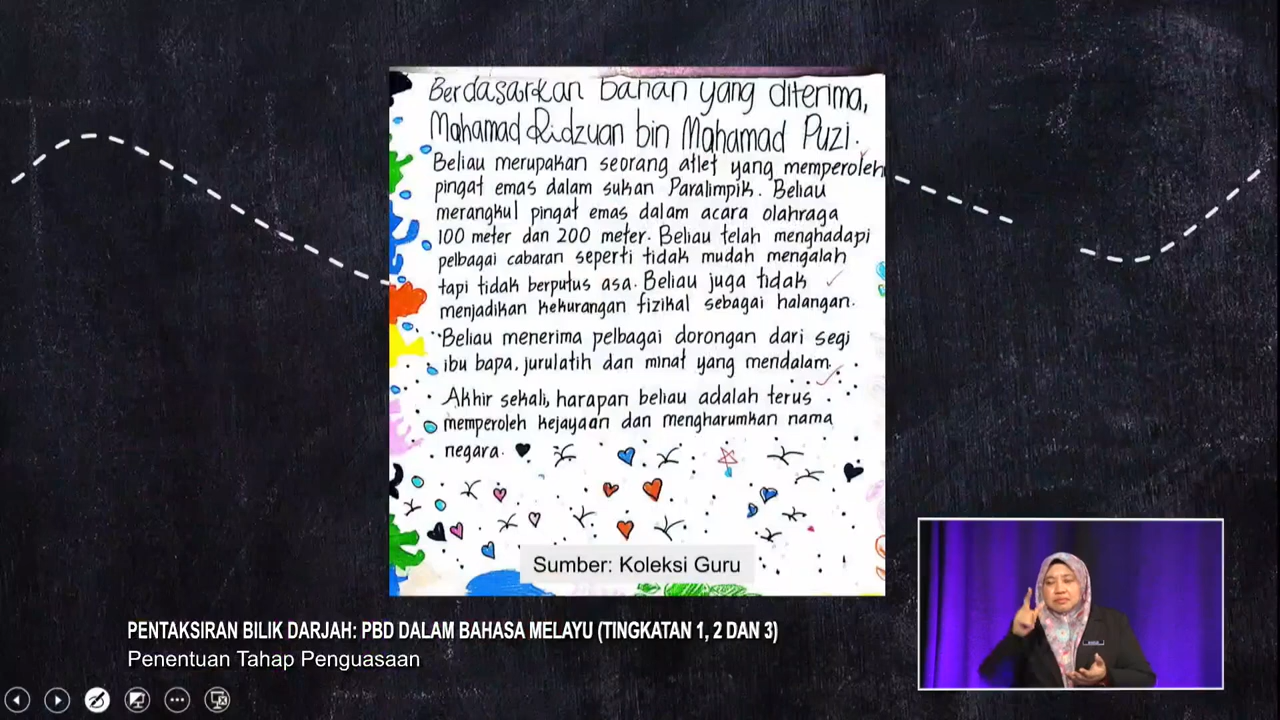 Berdasarkan bahan yang diterima,
Mahamad Ridzuan bin Mahamad Puzi.
Beliau merupakan seorang atlet yang memperoleh
pingat emas dalam sukan Paralimpik. Beliau
merangkul pingat emas dalam acara olahraga
100 meter dan 200 meter. Beliau telah menghadapi
pelbagai cabaran seperti tidak mudah mengalah
tapi tidak berputus asa. Beliau juga tidak
menjadikan kekurangan fizikal sebagai halangan.
Beliau menerima pelbagai dorongan dari segi
ibu bapa, jurulatih dan minat yang mendalam.
Akhir sekali, harapan beliau adalah terus
memperoleh kejayaan dan mengharumkan nama
negara.
Sumber: Koleksi Guru
PENTAKSIRAN BILIK DARJAH: PBD DALAM BAHASA MELAYU (TINGKATAN 1, 2 DAN 3)
Penentuan Tahap Penguasaan